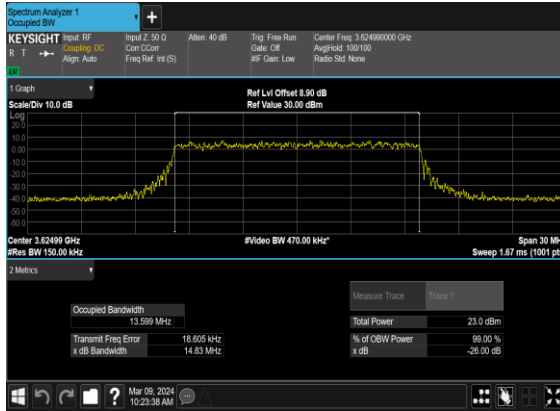 Spectrum Analyzer 1
Occupied BW
KEYSIGHT Input: RF Input Z: 50 Ω Atten: 40 dB Trig: Free Run Center Freq: 3.624990000 GHz
R T Coupling: DC Corr CCorr Gate: Off Avg|Hold: 100/100
Align: Auto Freq Ref: Int (S) #IF Gain: Low Radio Std: None
LW
1 Graph
Ref Lvl Offset 8.90 dB
Scale/Div 10.0 dB Ref Value 30.00 dBm
Log
20.0
10.0
0.00
-10.0
-20.0
-30.0
-40.0
-50.0
-60.0
Center 3.62499 GHz #Video BW 470.00 kHz* Span 30 MH
#Res BW 150.00 kHz Sweep 1.67 ms (1001 pt
2 Metrics
Measure Trace Trace 1
Occupied Bandwidth
13.599 MHz
Total Power 23.0 dBm
Transmit Freq Error 18.605 kHz % of OBW Power 99.00 %
x dB Bandwidth 14.83 MHz x dB -26.00 dB
Mar 09, 2024
10:23:38 AM